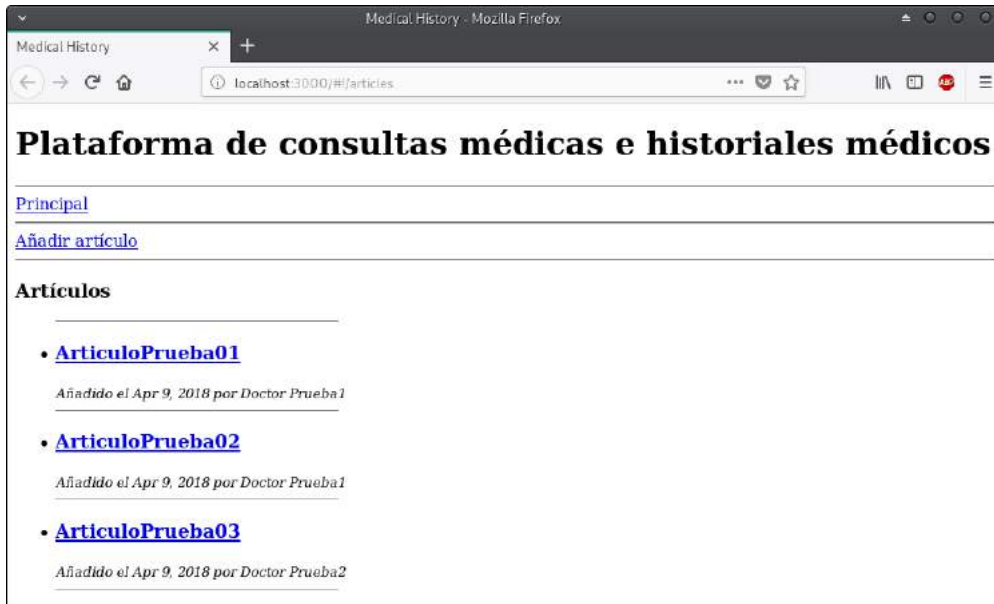 Medical History - Mozilla Firefox
Medical History
localhost:3000/#!/articles
ABP
Plataforma de consultas médicas e historiales médicos
Principal
Añadir artículo
Artículos
ArticuloPrueba01
Añadido el Apr 9, 2018 por Doctor Prueba1
ArticuloPrueba02
Añadido el Apr 9, 2018 por Doctor Prueba1
ArticuloPrueba03
Añadido el Apr 9, 2018 por Doctor Prueba2